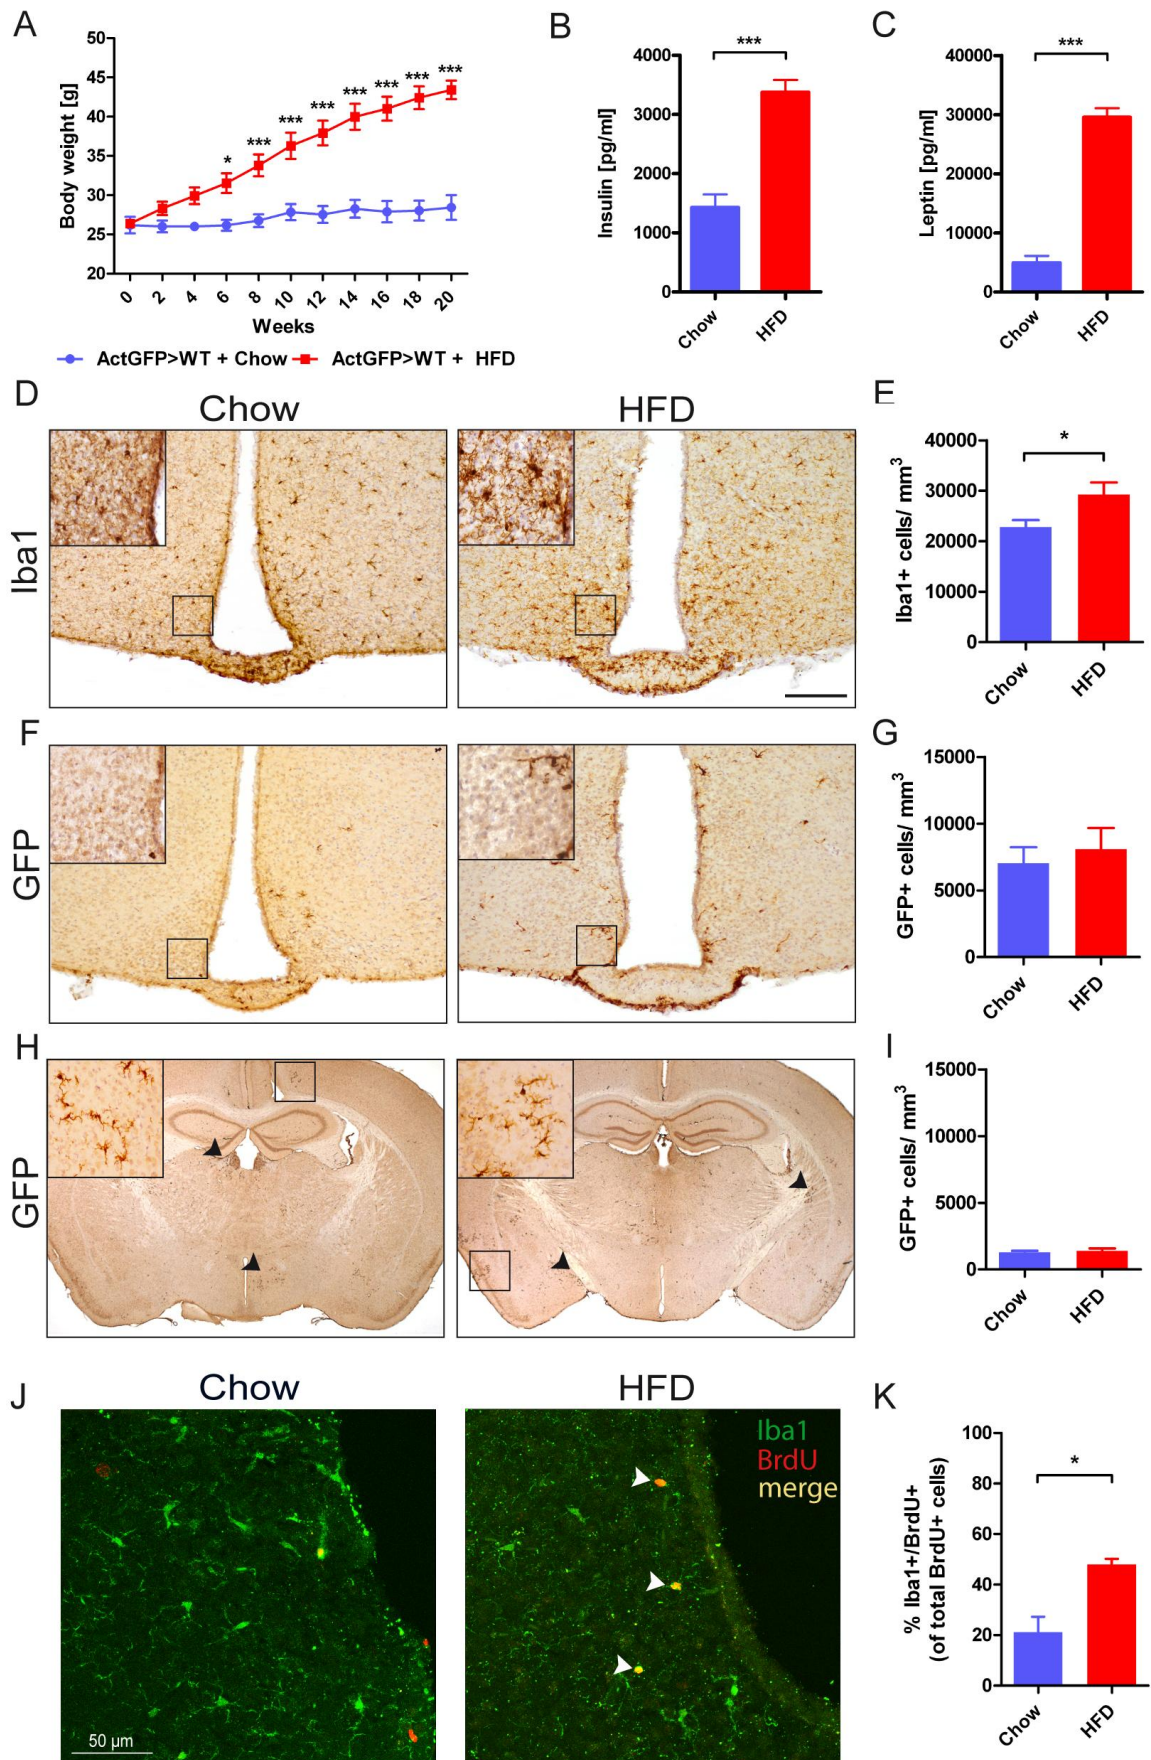 A
50
45
40
35
30
25
20
Body weight [g]
* *** *** *** *** *** *** ***
0 2 4 6 8 10 12 14 16 18 20
Weeks
ActGFP>WT + Chow ActGFP>WT + HFD
B
4000
3000
2000
1000
0
Insulin [pg/ml]
***
Chow HFD
C
40000
30000
20000
10000
0
Leptin [pg/ml]
***
Chow HFD
D
Chow HFD
Iba1
E
40000
30000
20000
10000
0
Iba1+ cells/ mm³
*
Chow HFD
F
GFP
G
15000
10000
5000
0
GFP+ cells/ mm³
Chow HFD
H
GFP
I
15000
10000
5000
0
GFP+ cells/ mm³
Chow HFD
J
Chow HFD
Iba1
BrdU
merge
50 µm
K
100
80
60
40
20
0
% Iba1+/BrdU+
(of total BrdU+ cells)
*
Chow HFD